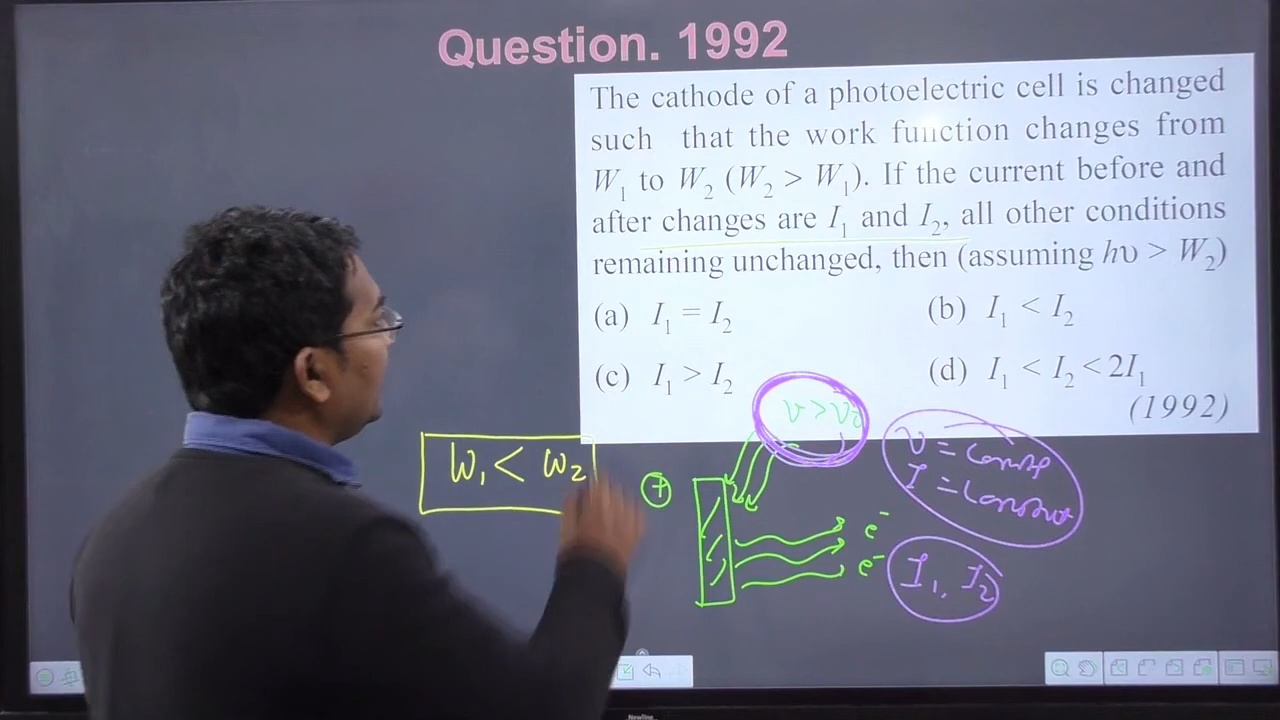 Question. 1992
The cathode of a photoelectric cell is changed
such that the work function changes from
W₁ to W₂ (W₂ > W₁). If the current before and
after changes are I₁ and I₂, all other conditions
remaining unchanged, then (assuming hυ > W₂)
(a) I₁ = I₂
(b) I₁ < I₂
(c) I₁ > I₂
(d) I₁ < I₂ < 2I₁
(1992)
W₁ < W₂
+
e⁻
e⁻
I₁, I₂
Newline